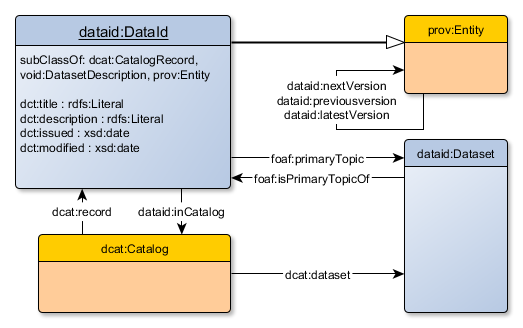 dataid:DataId
subClassOf: dcat:CatalogRecord,
void:DatasetDescription, prov:Entity
dct:title : rdfs:Literal
dct:description : rdfs:Literal
dct:issued : xsd:date
dct:modified : xsd:date
prov:Entity
dataid:nextVersion
dataid:previousversion
dataid:latestVersion
foaf:primaryTopic
foaf:isPrimaryTopicOf
dataid:Dataset
dcat:record
dataid:inCatalog
dcat:Catalog
dcat:dataset